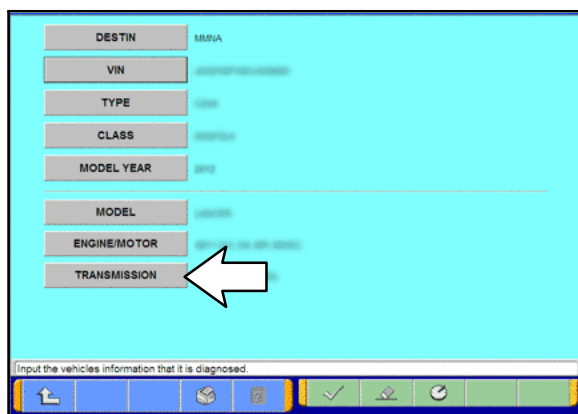 DESTIN MMNA
VIN
TYPE
CLASS
MODEL YEAR 2012
MODEL LANCER
ENGINE/MOTOR
TRANSMISSION
Input the vehicles information that it is diagnosed.